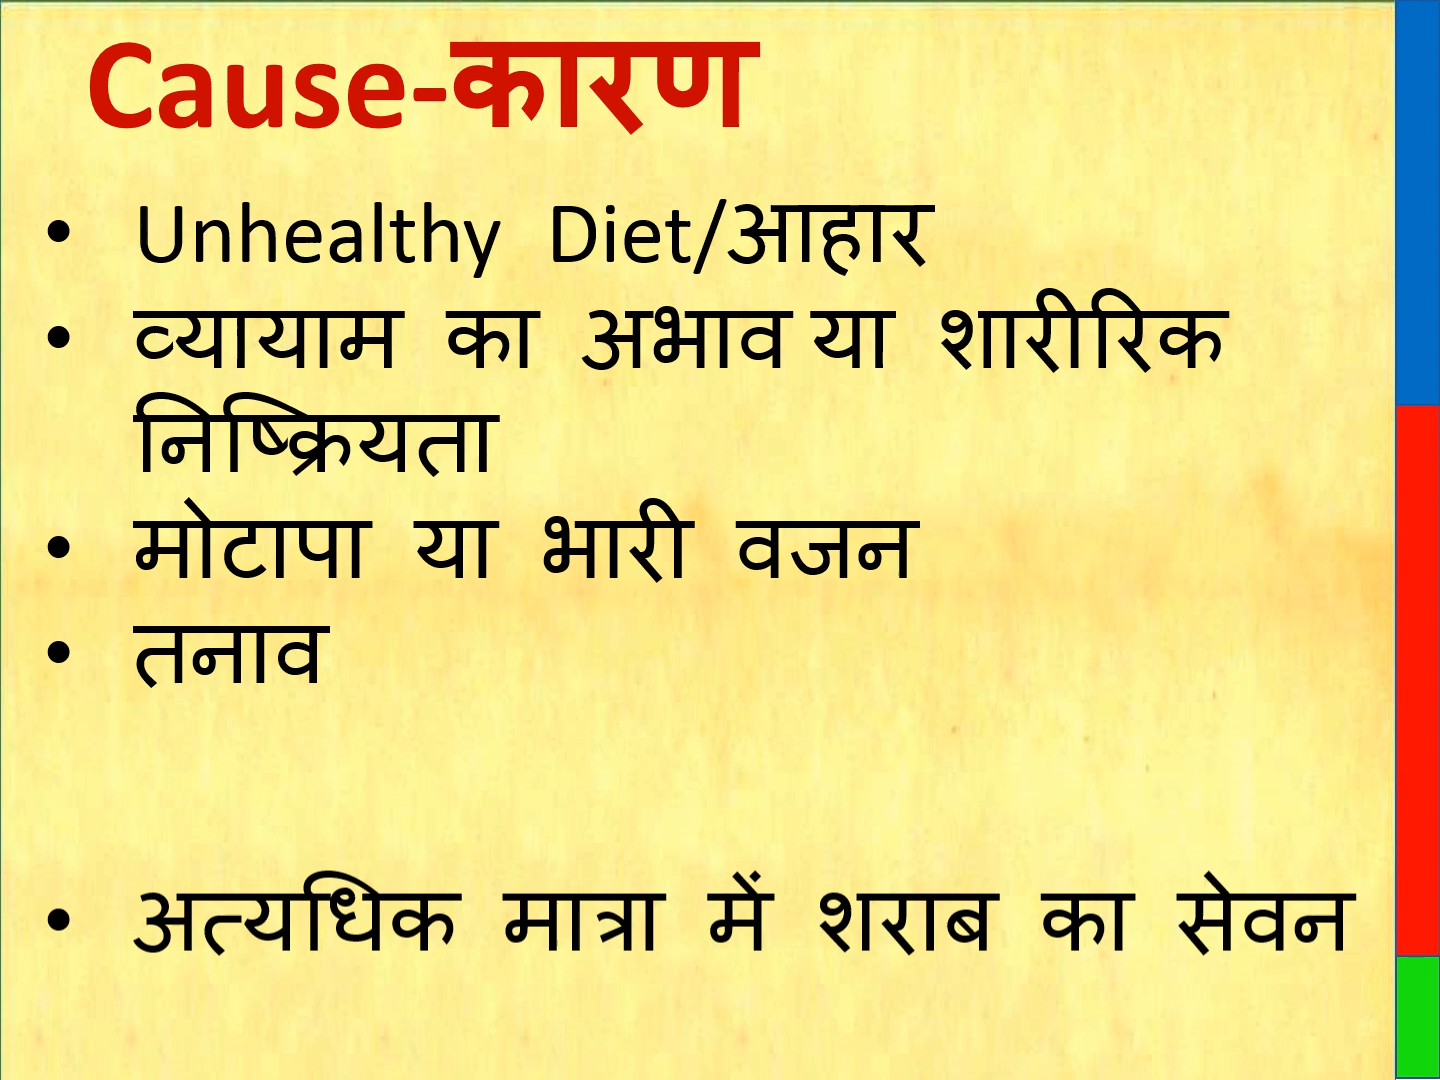 Cause-कारण
• Unhealthy Diet/आहार
• व्यायाम का अभाव या शारीरिक
निष्क्रियता
• मोटापा या भारी वजन
• तनाव
• अत्यधिक मात्रा में शराब का सेवन